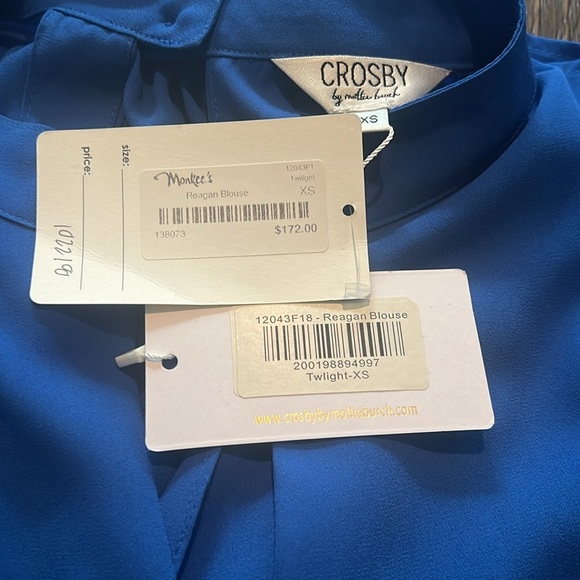 CROSBY
by mollie burch
XS
size:
price:
Monkee's
12043F1
Twilight
Reagan Blouse
XS
138073
$172.00
12043F18 - Reagan Blouse
200198894997
Twlight-XS
www.crosbybymollieburch.com